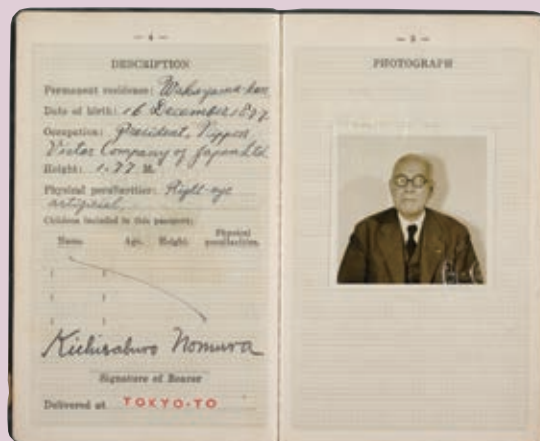 — 4 —
DESCRIPTION
Permanent residence: Wakayama-ken
Date of birth: 16 December 1877
Occupation: President, Nippon
Victor Company of Japan Ltd
Height: 1.77 M.
Physical peculiarities: Right-eye
artificial.
Children included in this passport:
Name Age. Height. Physical
peculiarities.
Kichisaburo Nomura
Signature of Bearer
Delivered at TOKYO-TO
— 5 —
PHOTOGRAPH